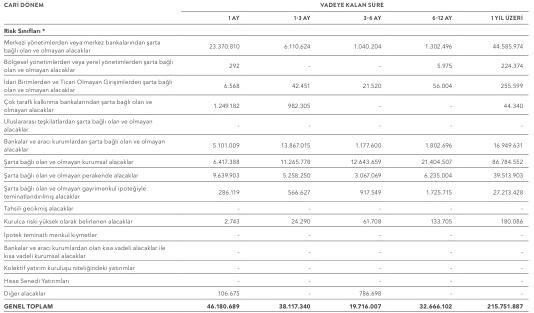 CARİ DÖNEM VADEYE KALAN SÜRE
1 AY 1-3 AY 3-6 AY 6-12 AY 1 YIL ÜZERİ
Risk Sınıfları *
Merkezi yönetimlerden veya merkez bankalarından şarta
bağlı olan ve olmayan alacaklar 23.370.810 6.110.624 1.040.204 1.302.496 44.585.974
Bölgesel yönetimlerden veya yerel yönetimlerden şarta bağlı
olan ve olmayan alacaklar 292 - - 5.975 224.374
İdari Birimlerden ve Ticari Olmayan Girişimlerden şarta
bağlı olan ve olmayan alacaklar 6.568 42.451 21.520 56.004 255.599
Çok taraflı kalkınma bankalarından şarta bağlı olan ve
olmayan alacaklar 1.249.182 982.305 - - 44.340
Uluslararası teşkilatlardan şarta bağlı olan ve olmayan
alacaklar - - - - -
Bankalar ve aracı kurumlardan şarta bağlı olan ve olmayan
alacaklar 5.101.009 13.867.015 1.177.600 1.802.696 16.949.631
Şarta bağlı olan ve olmayan kurumsal alacaklar 6.417.388 11.265.778 12.643.659 21.404.507 86.784.552
Şarta bağlı olan ve olmayan perakende alacaklar 9.639.903 5.258.250 3.067.069 6.235.004 39.513.903
Şarta bağlı olan ve olmayan gayrimenkul ipoteğiyle
teminatlandırılmış alacaklar 286.119 566.627 917.549 1.725.715 27.213.428
Tahsili gecikmiş alacaklar - - - - -
Kurulca riski yüksek olarak belirlenen alacaklar 2.743 24.290 61.708 133.705 180.086
İpotek teminatlı menkul kıymetler - - - - -
Bankalar ve aracı kurumlardan olan kısa vadeli alacaklar ile
kısa vadeli kurumsal alacaklar - - - - -
Kolektif yatırım kuruluşu niteliğindeki yatırımlar - - - - -
Hisse Senedi Yatırımları - - - - -
Diğer alacaklar 106.675 - 786.698 - -
GENEL TOPLAM 46.180.689 38.117.340 19.716.007 32.666.102 215.751.887